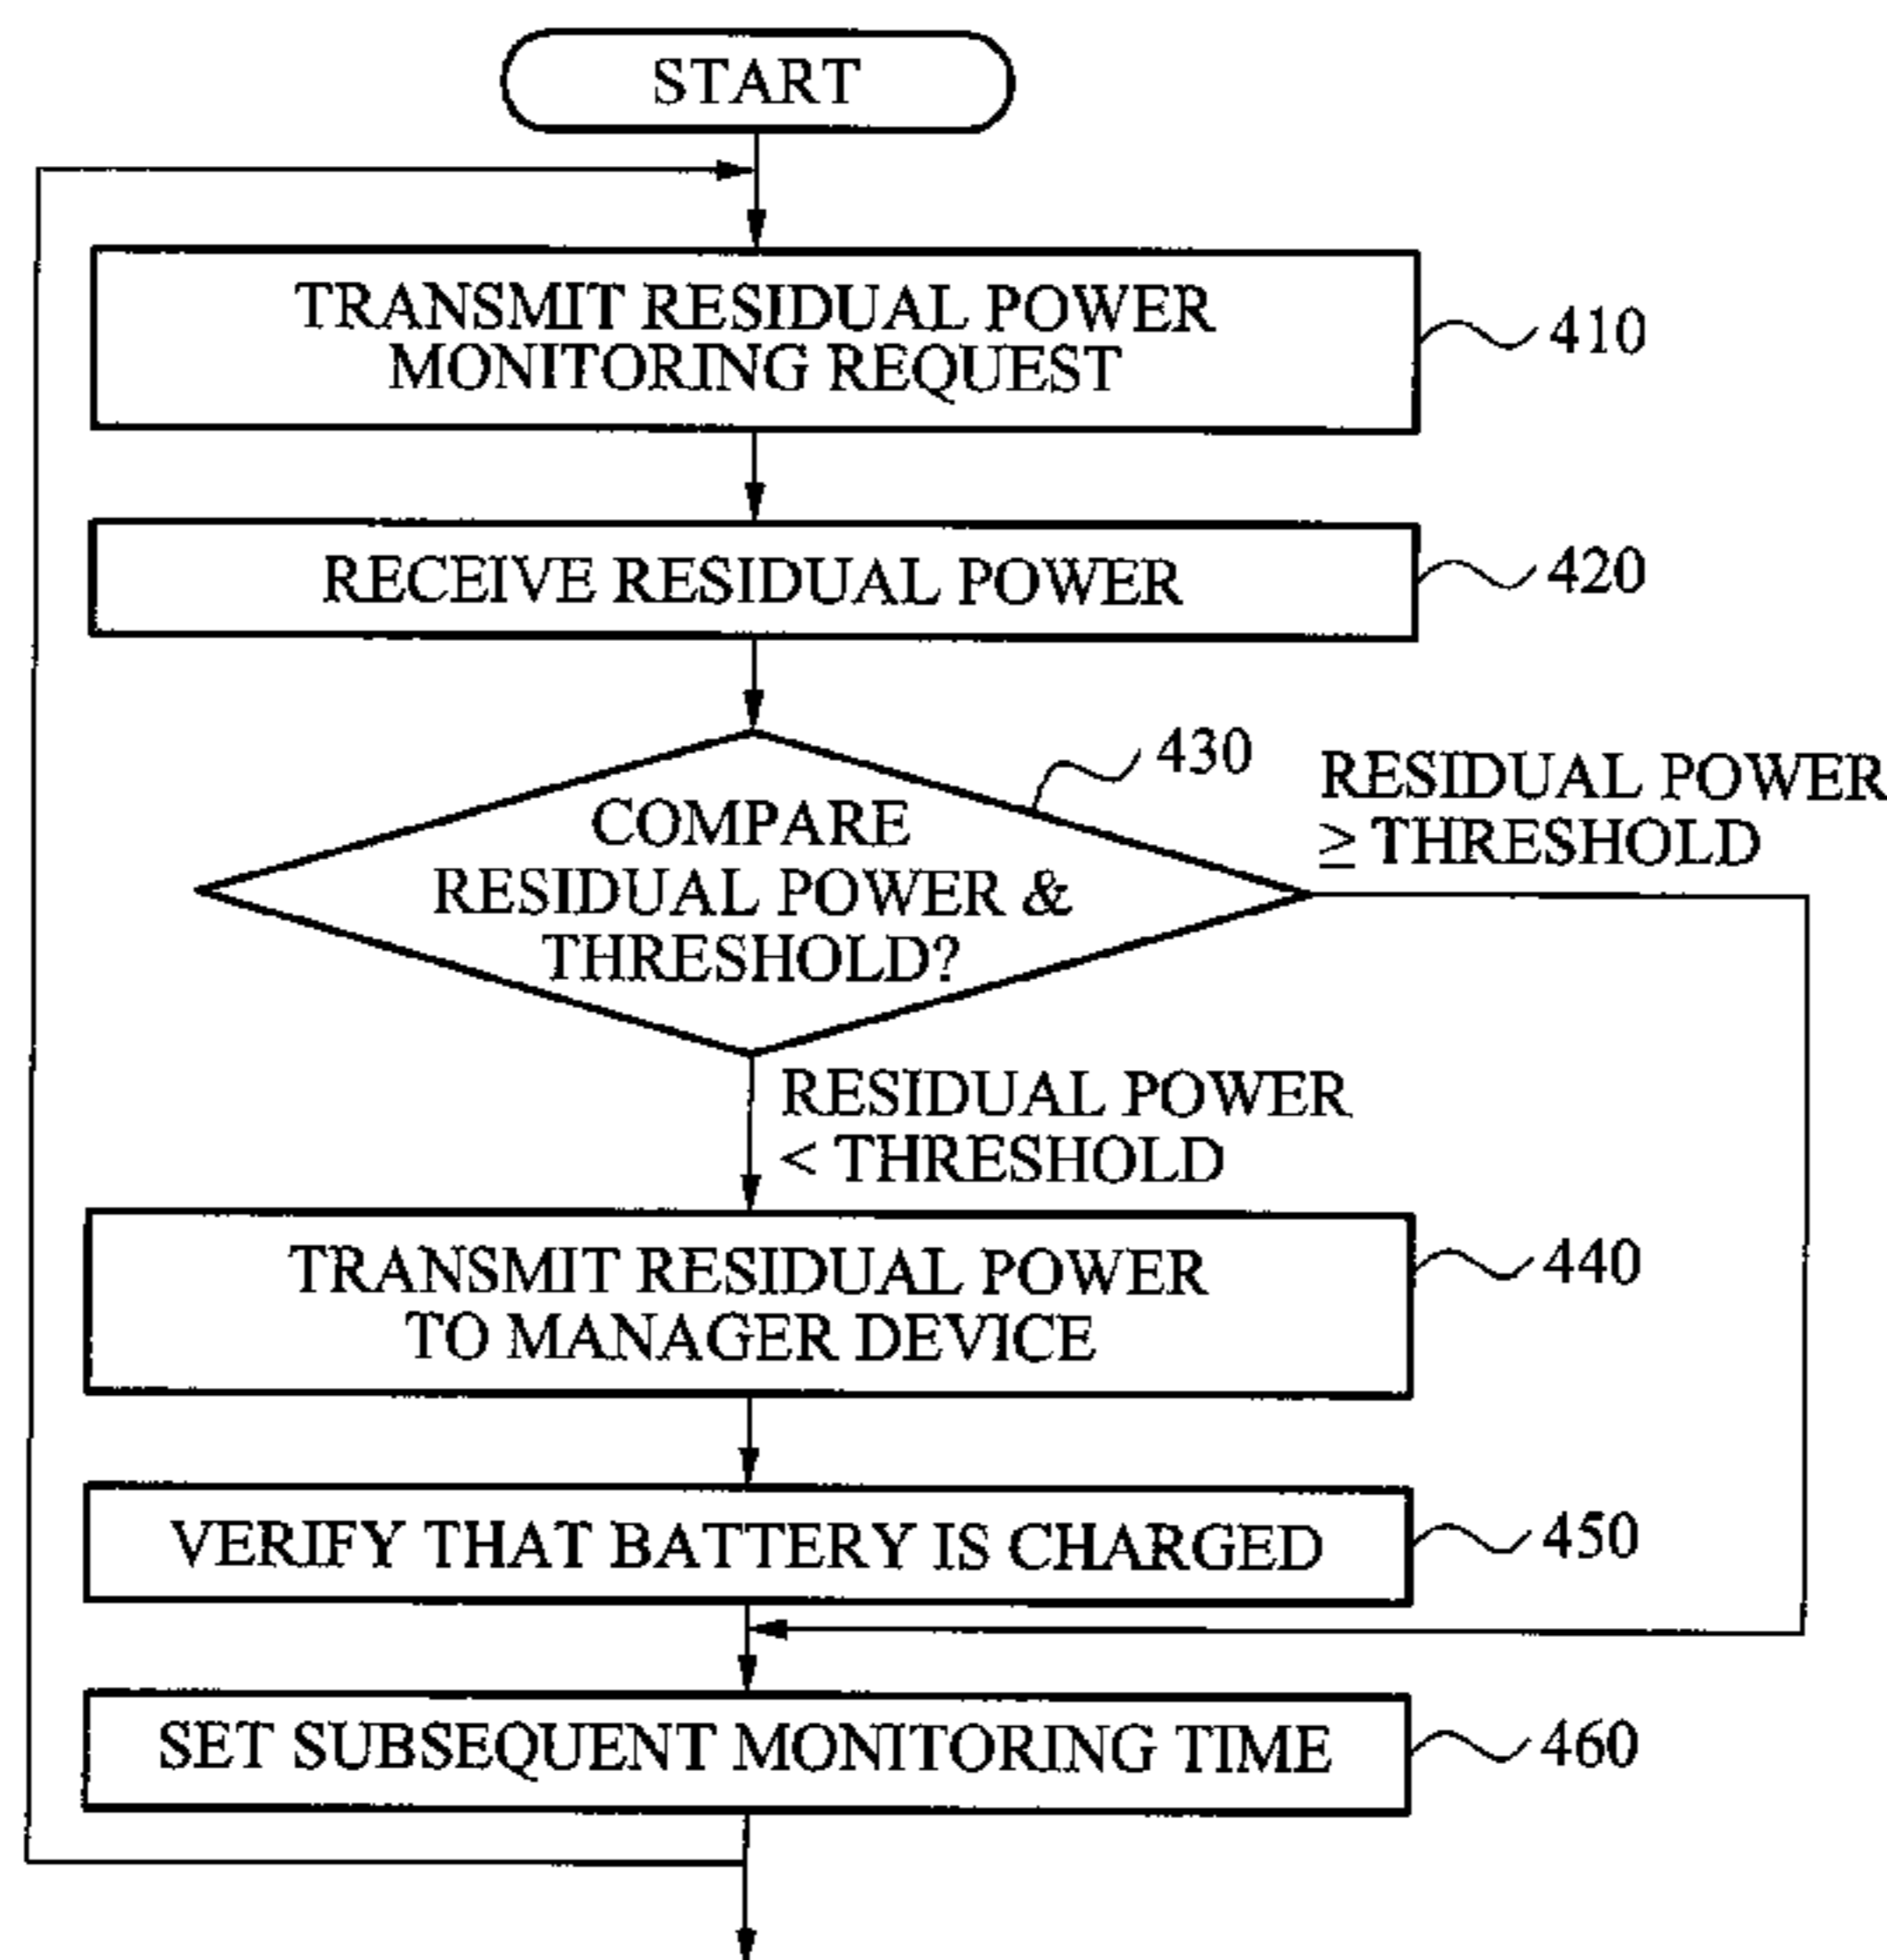 START
TRANSMIT RESIDUAL POWER
MONITORING REQUEST
410
RECEIVE RESIDUAL POWER
420
430
COMPARE
RESIDUAL POWER &
THRESHOLD?
RESIDUAL POWER
≥ THRESHOLD
RESIDUAL POWER
< THRESHOLD
TRANSMIT RESIDUAL POWER
TO MANAGER DEVICE
440
VERIFY THAT BATTERY IS CHARGED
450
SET SUBSEQUENT MONITORING TIME
460